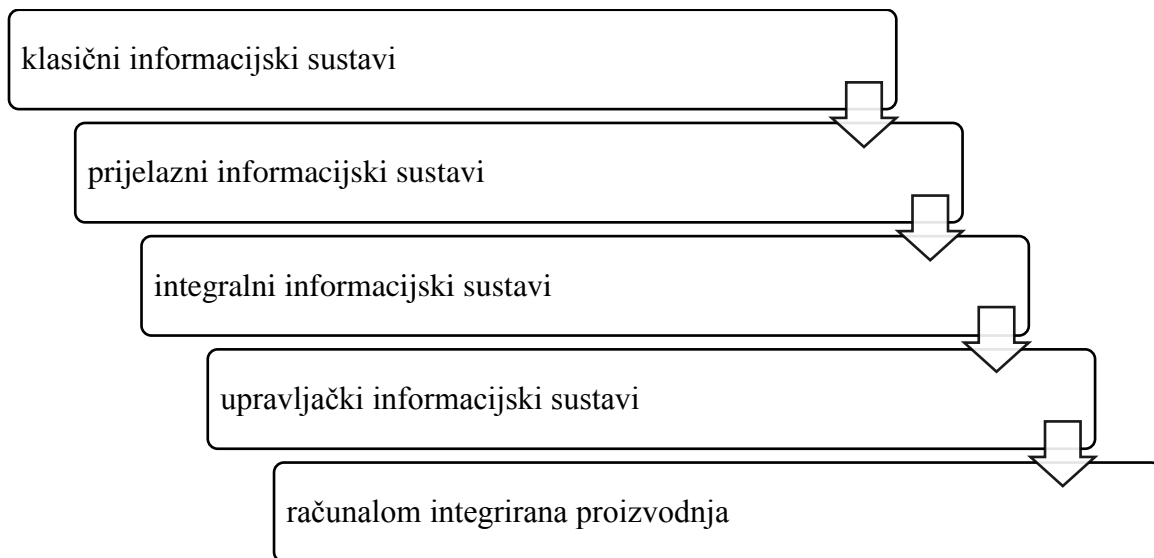 klasični informacijski sustavi
prijelazni informacijski sustavi
integralni informacijski sustavi
upravljački informacijski sustavi
računalom integrirana proizvodnja